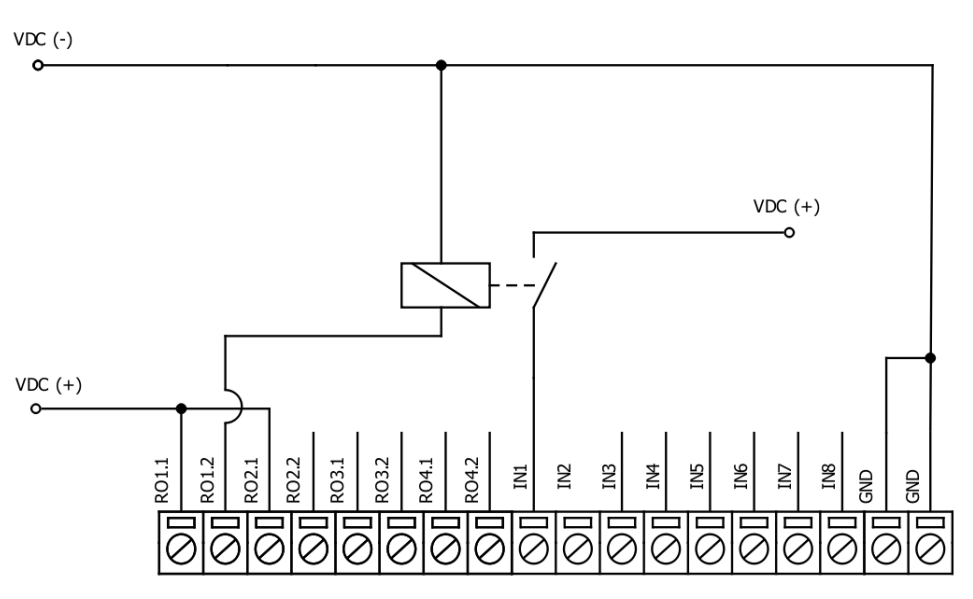 VDC (-)
VDC (+)
VDC (+)
RO1.1
RO1.2
RO2.1
RO2.2
RO3.1
RO3.2
RO4.1
RO4.2
IN1
IN2
IN3
IN4
IN5
IN6
IN7
IN8
GND
GND